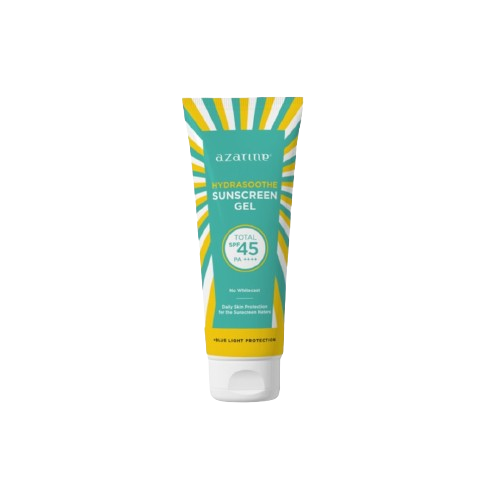 azarine
HYDRASOOTHE
SUNSCREEN
GEL
TOTAL
SPF 45
PA ++++
No Whitecast
Daily Skin Protection
for the Sunscreen Haters
+BLUE LIGHT PROTECTION